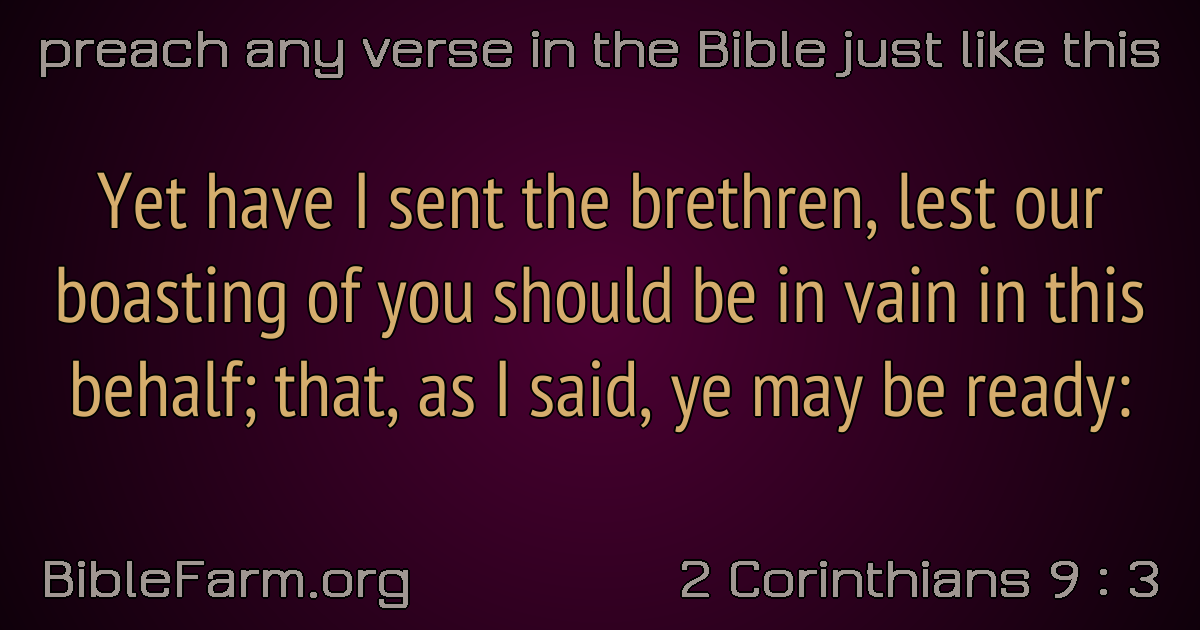 preach any verse in the Bible just like this
Yet have I sent the brethren, lest our
boasting of you should be in vain in this
behalf; that, as I said, ye may be ready:
BibleFarm.org
2 Corinthians 9 : 3